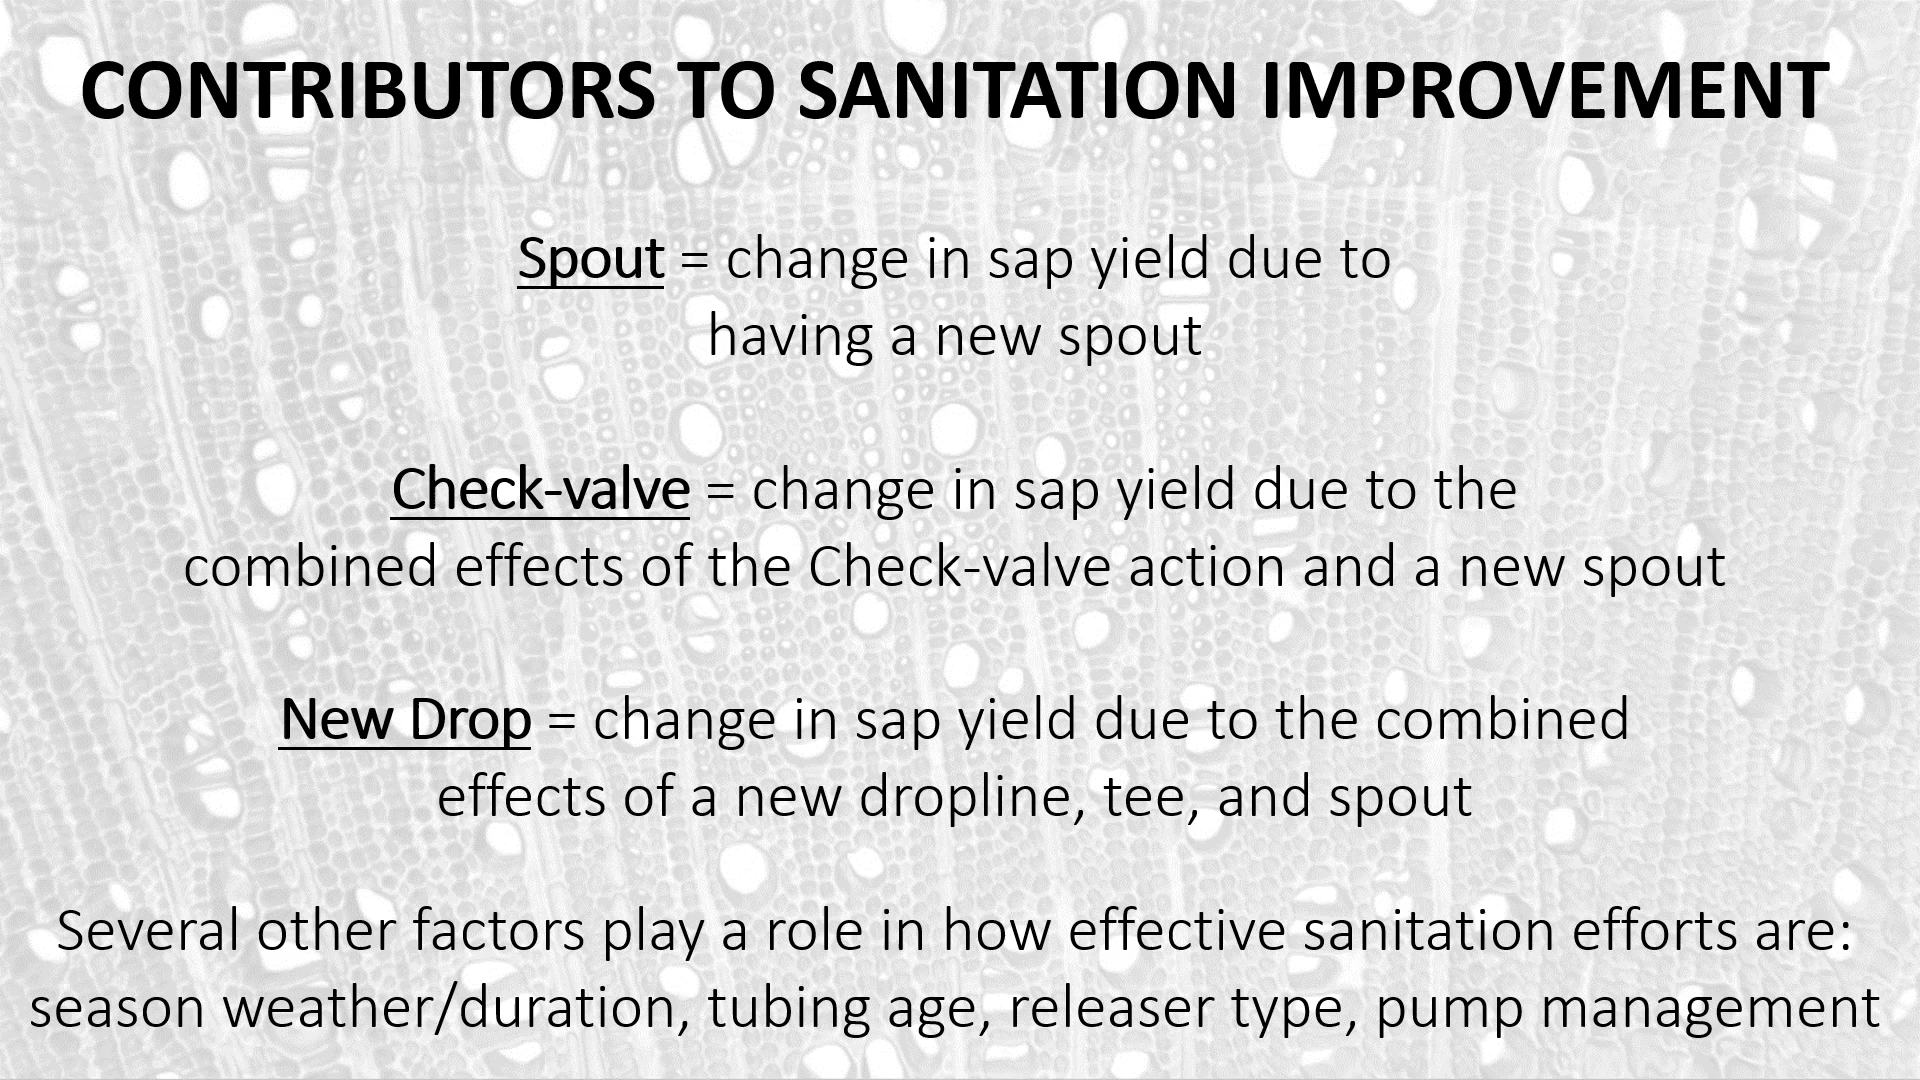 CONTRIBUTORS TO SANITATION IMPROVEMENT
Spout = change in sap yield due to
having a new spout
Check-valve = change in sap yield due to the
combined effects of the Check-valve action and a new spout
New Drop = change in sap yield due to the combined
effects of a new dropline, tee, and spout
Several other factors play a role in how effective sanitation efforts are:
season weather/duration, tubing age, releaser type, pump management